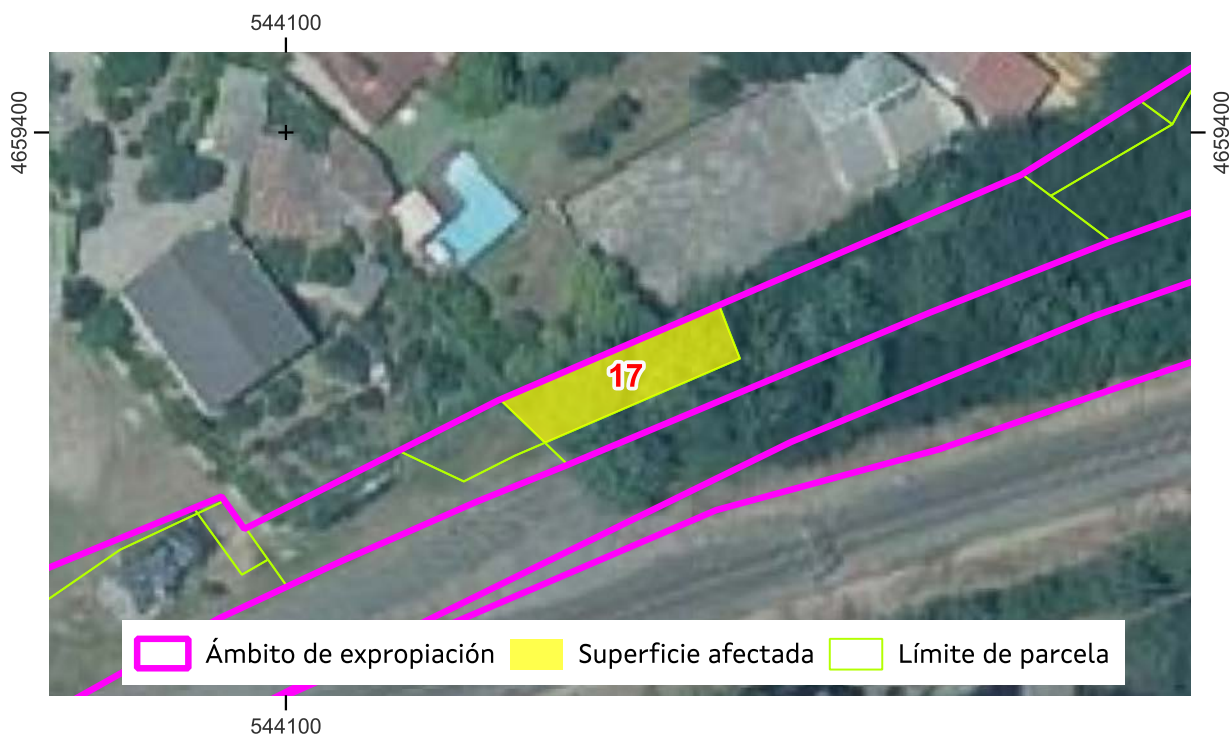 544100
4659400
4659400
17
Ámbito de expropiación
Superficie afectada
Límite de parcela
544100